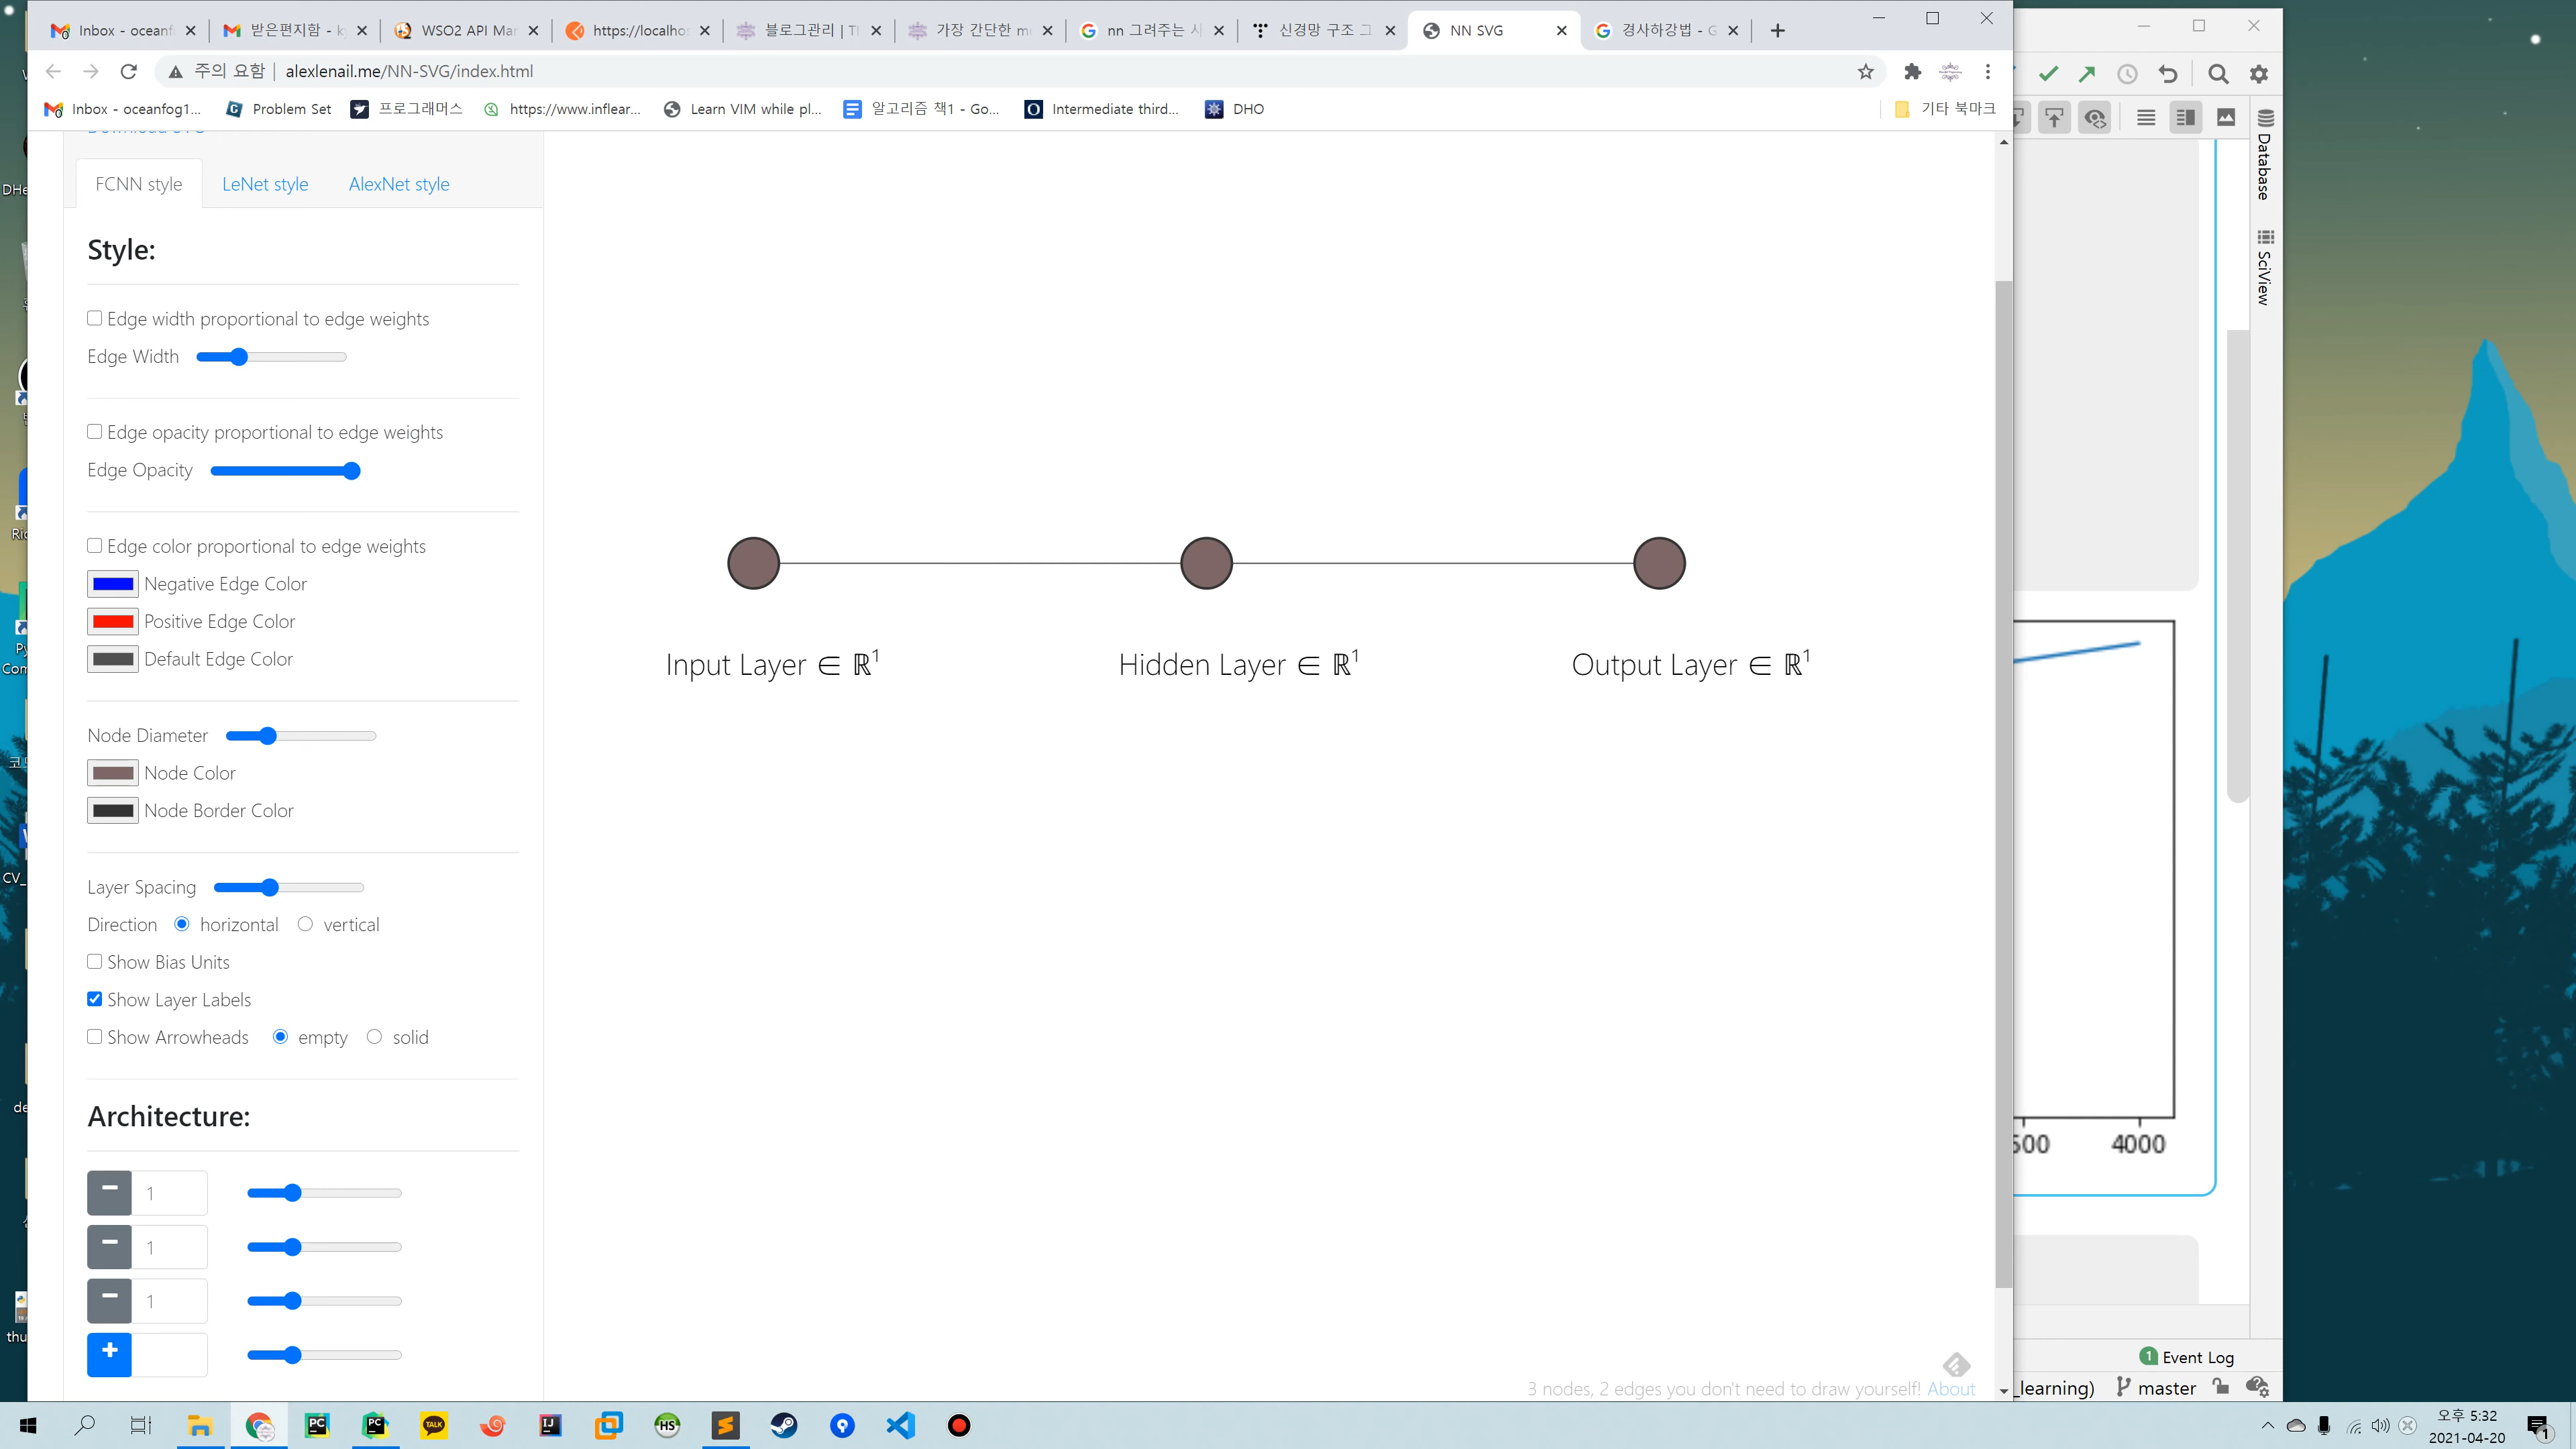 Inbox - oceanf
받은편지함 - k
WSO2 API Mar
https://localho
블로그관리 | TI
가장 간단한 m
nn 그려주는 시
신경망 구조 그
NN SVG
경사하강법 - G
주의 요함 | alexlenail.me/NN-SVG/index.html
Inbox - oceanfog1...
Problem Set
프로그래머스
https://www.inflear...
Learn VIM while pl...
알고리즘 책1 - Go...
Intermediate third...
DHO
기타 북마크
FCNN style
LeNet style
AlexNet style
Style:
Edge width proportional to edge weights
Edge Width
Edge opacity proportional to edge weights
Edge Opacity
Edge color proportional to edge weights
Negative Edge Color
Positive Edge Color
Default Edge Color
Node Diameter
Node Color
Node Border Color
Layer Spacing
Direction horizontal vertical
Show Bias Units
Show Layer Labels
Show Arrowheads empty solid
Architecture:
1
1
1
Input Layer ∈ ℝ¹
Hidden Layer ∈ ℝ¹
Output Layer ∈ ℝ¹
3 nodes, 2 edges you don't need to draw yourself! About
Database
SciView
500 4000
1 Event Log
_learning) master
오후 5:32
2021-04-20